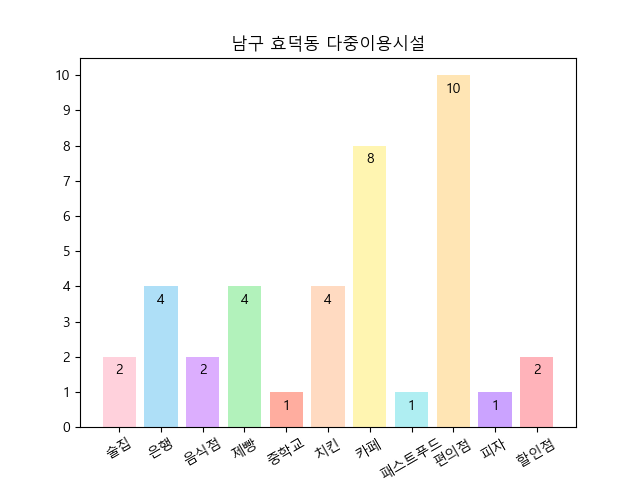 남구 효덕동 다중이용시설
10
9
8
7
6
5
4
3
2
1
0
2
4
2
4
1
4
8
1
10
1
2
술집
은행
음식점
제빵
중학교
치킨
카페
패스트푸드
편의점
피자
할인점